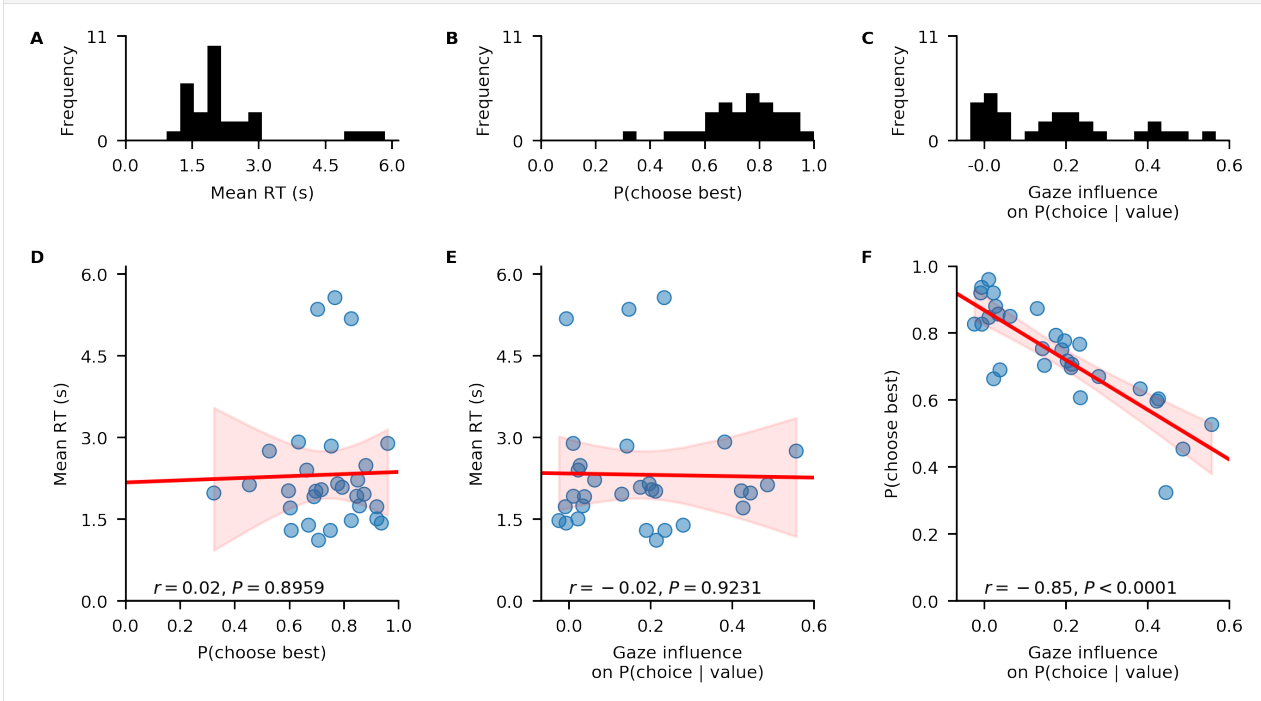 A
11
Frequency
0
0.0 1.5 3.0 4.5 6.0
Mean RT (s)
B
11
Frequency
0
0.0 0.2 0.4 0.6 0.8 1.0
P(choose best)
C
11
Frequency
0
-0.0 0.2 0.4 0.6
Gaze influence
on P(choice | value)
D
6.0
4.5
3.0
1.5
0.0
Mean RT (s)
r = 0.02, P = 0.8959
0.0 0.2 0.4 0.6 0.8 1.0
P(choose best)
E
6.0
4.5
3.0
1.5
0.0
Mean RT (s)
r = −0.02, P = 0.9231
0.0 0.2 0.4 0.6
Gaze influence
on P(choice | value)
F
1.0
0.8
0.6
0.4
0.2
0.0
P(choose best)
r = −0.85, P < 0.0001
0.0 0.2 0.4 0.6
Gaze influence
on P(choice | value)